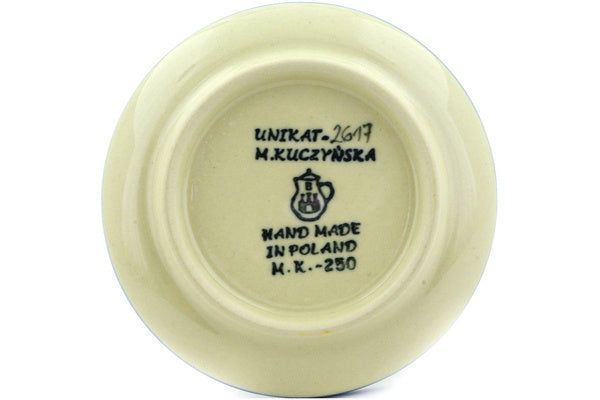 UNIKAT-2617
M.KUCZYŃSKA
B
HAND MADE
IN POLAND
M.K.-250